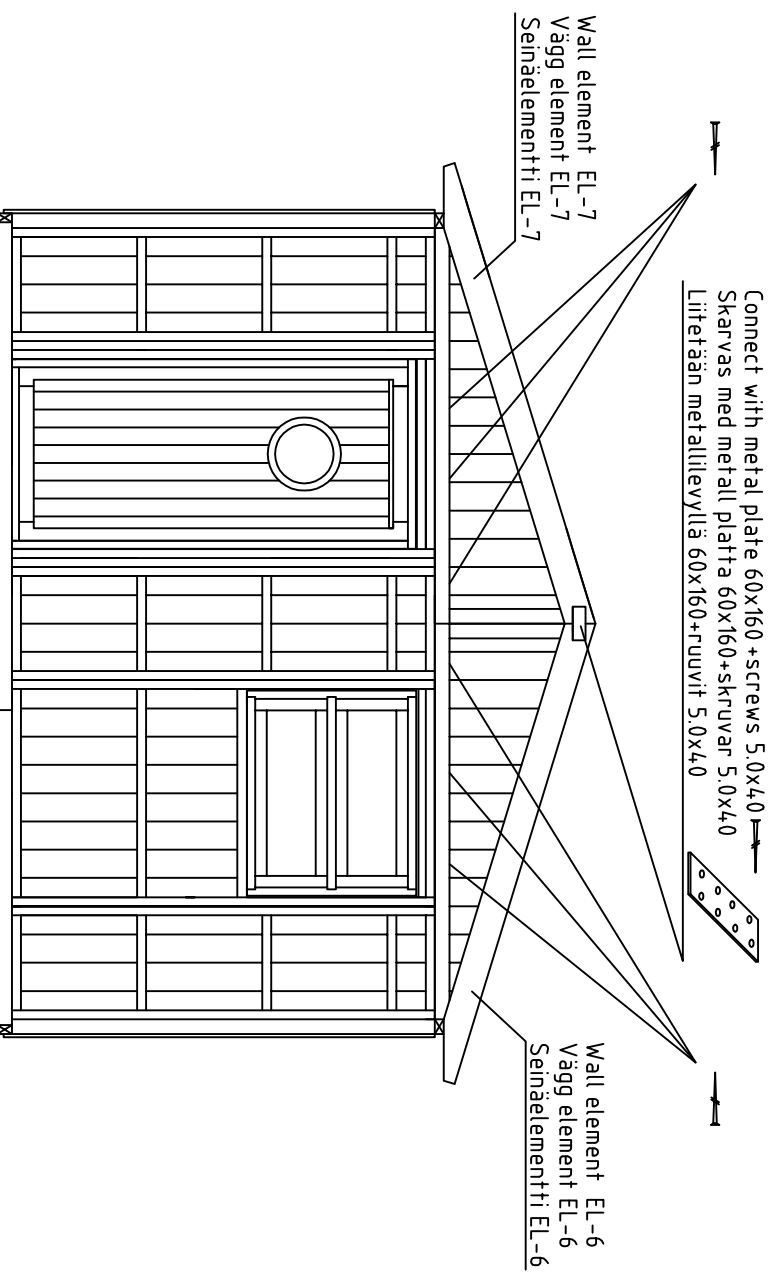 Connect with metal plate 60x160 +screws 5.0x40
Skarvas med metall platta 60x160+skruvar 5.0x40
Liitetään metallilevyllä 60x160+ruuvit 5.0x40
Wall element EL-7
Vägg element EL-7
Seinäelementti EL-7
Wall element EL-6
Vägg element EL-6
Seinäelementti EL-6